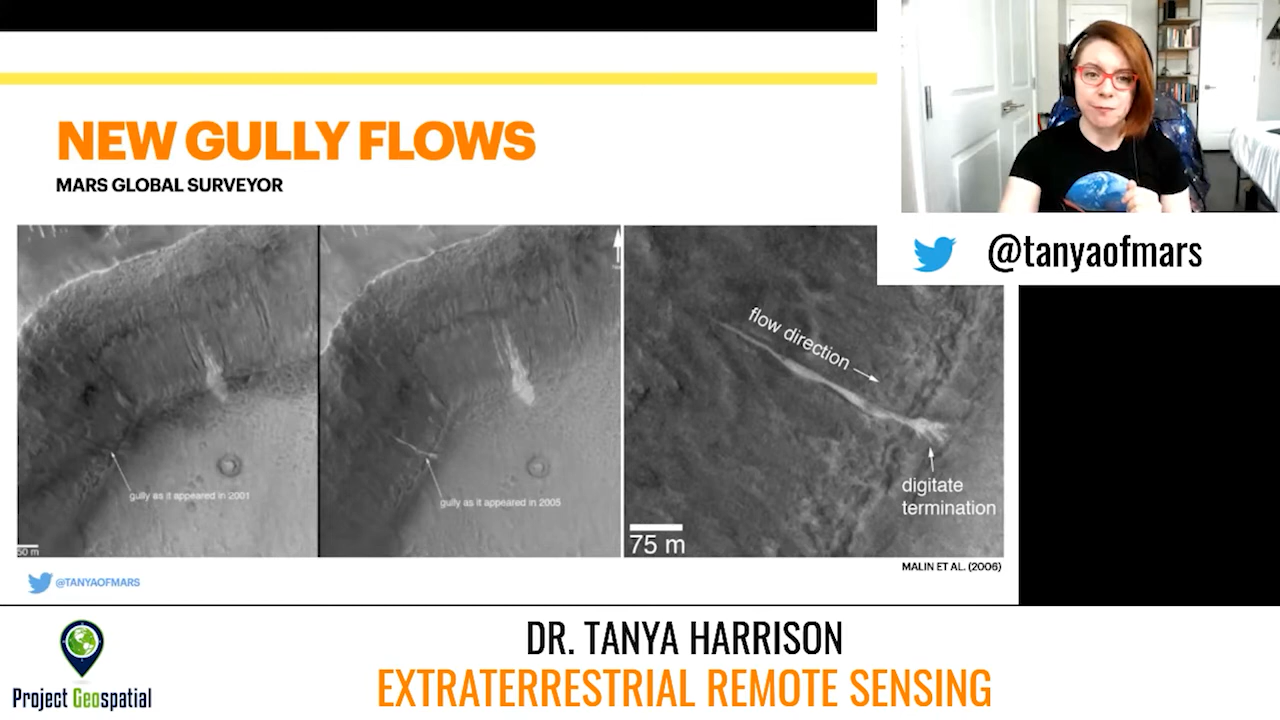 NEW GULLY FLOWS
MARS GLOBAL SURVEYOR
@tanyaofmars
gully as it appeared in 2001
50 m
gully as it appeared in 2005
flow direction
digitate
termination
75 m
MALIN ET AL. (2006)
@TANYAOFMARS
Project Geospatial
DR. TANYA HARRISON
EXTRATERRESTRIAL REMOTE SENSING